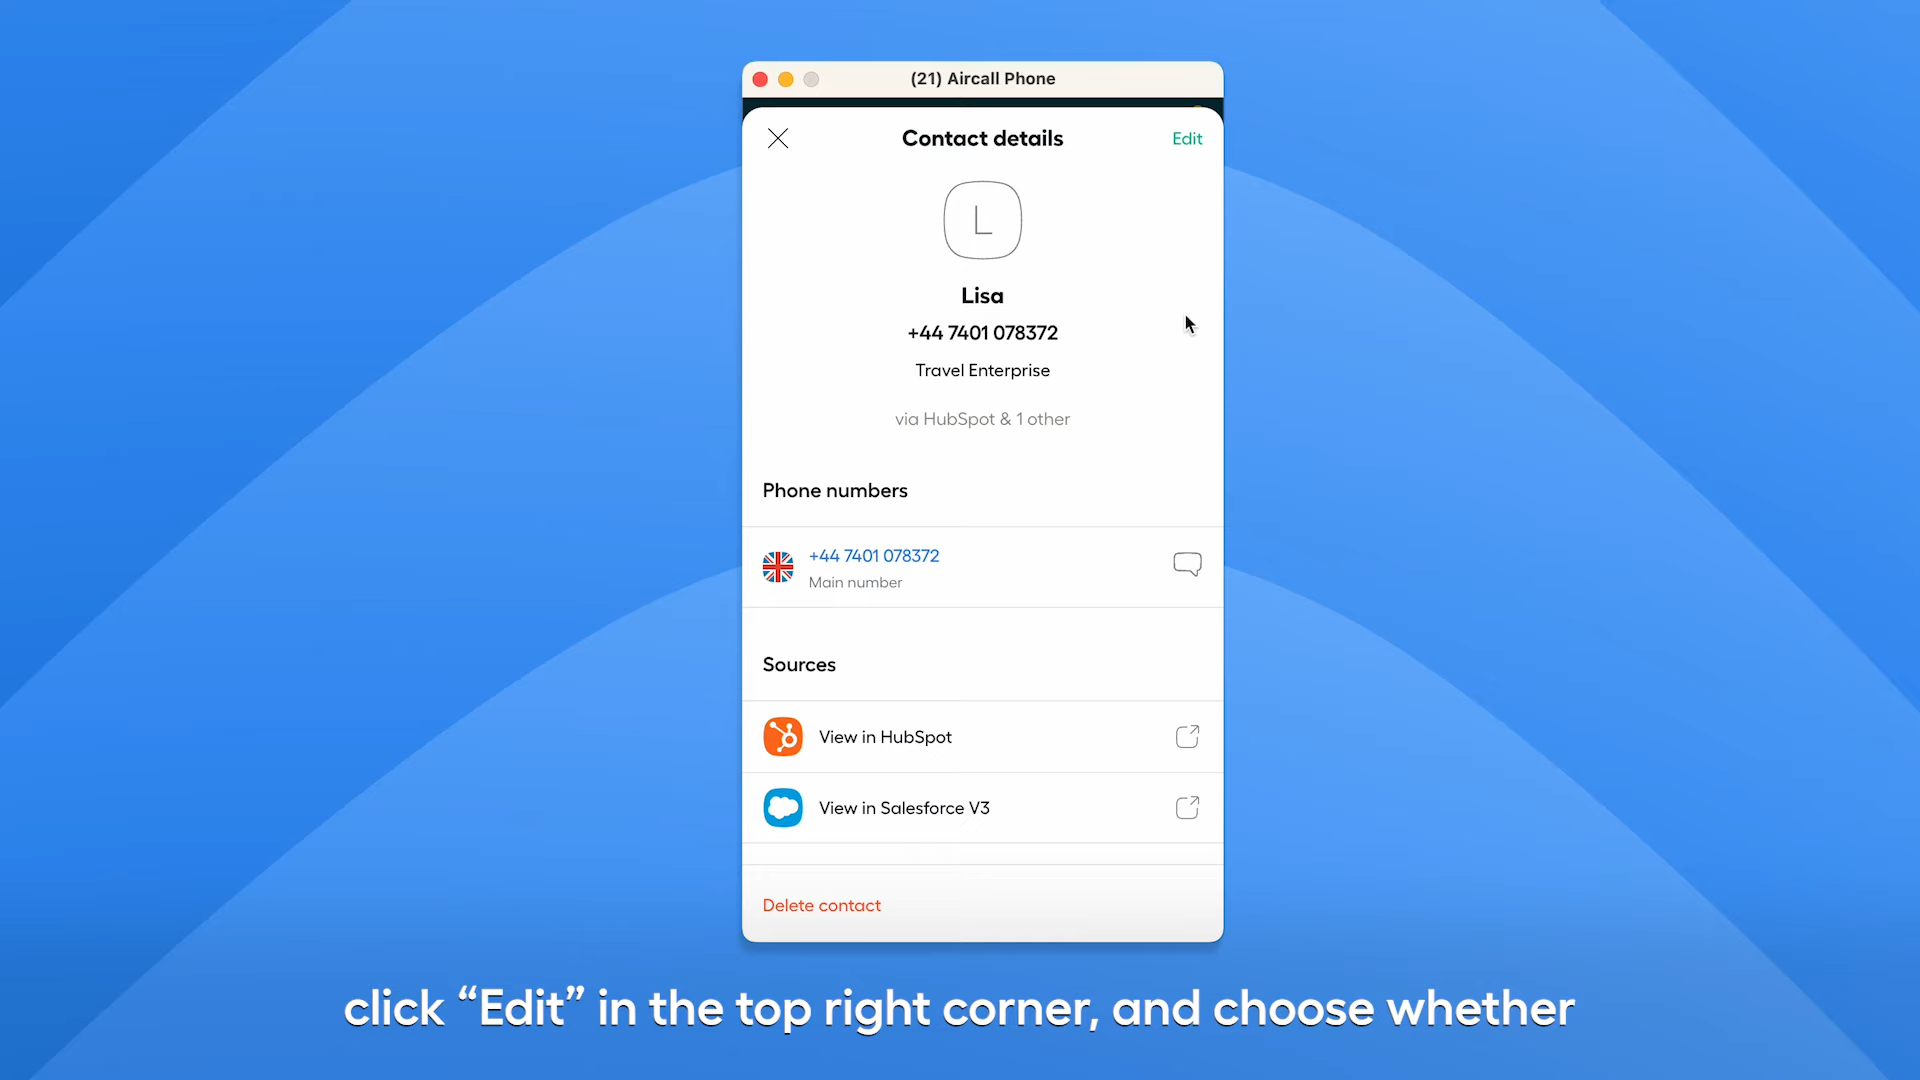 (21) Aircall Phone
Contact details
Edit
L
Lisa
+44 7401 078372
Travel Enterprise
via HubSpot & 1 other
Phone numbers
+44 7401 078372
Main number
Sources
View in HubSpot
View in Salesforce V3
Delete contact
click “Edit” in the top right corner, and choose whether